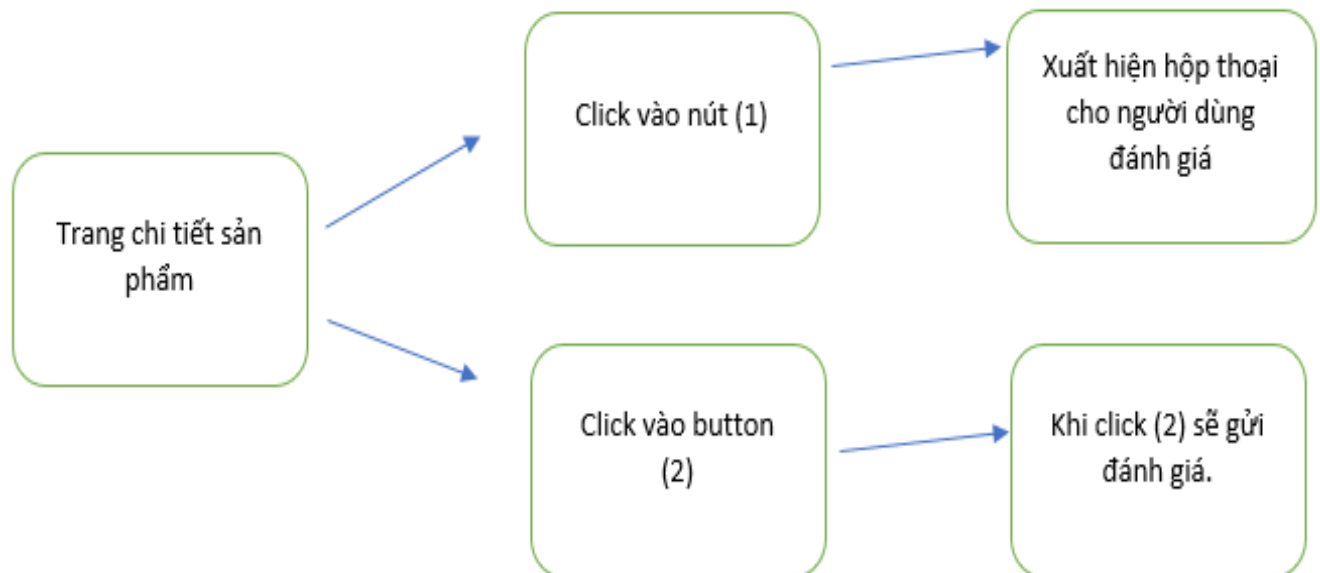 Trang chi tiết sản
phẩm
Click vào nút (1)
Xuất hiện hộp thoại
cho người dùng
đánh giá
Click vào button
(2)
Khi click (2) sẽ gửi
đánh giá.